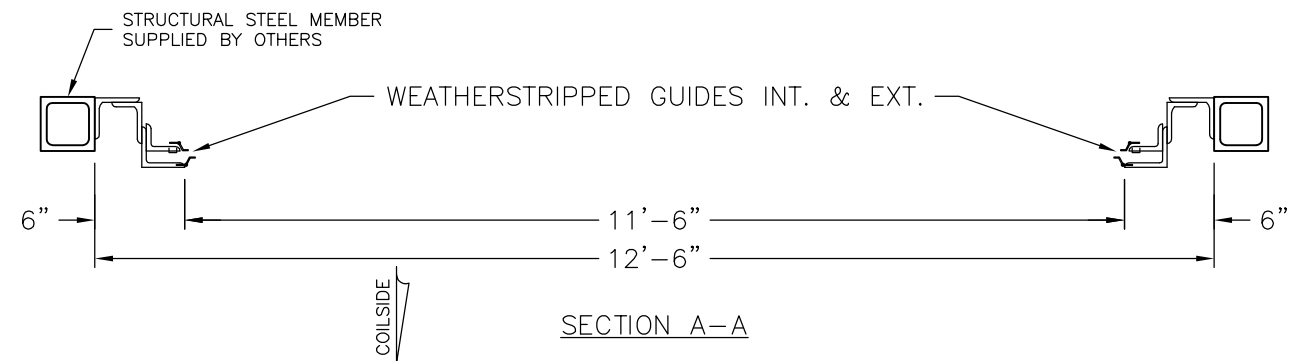 STRUCTURAL STEEL MEMBER
SUPPLIED BY OTHERS
WEATHERSTRIPPED GUIDES INT. & EXT.
6" 11'-6" 6"
12'-6"
COILSIDE
SECTION A-A